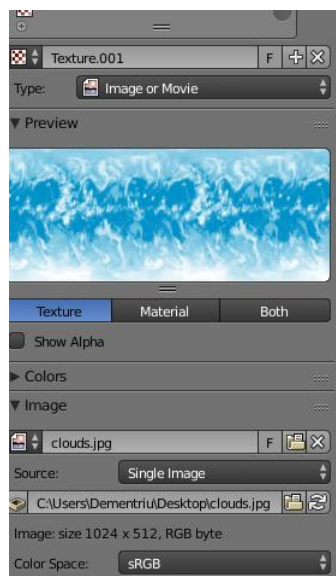 Texture.001 F
Type: Image or Movie
Preview
Texture Material Both
Show Alpha
Colors
Image
clouds.jpg F
Source: Single Image
C:\Users\Dementriu\Desktop\clouds.jpg
Image: size 1024 x 512, RGB byte
Color Space: sRGB